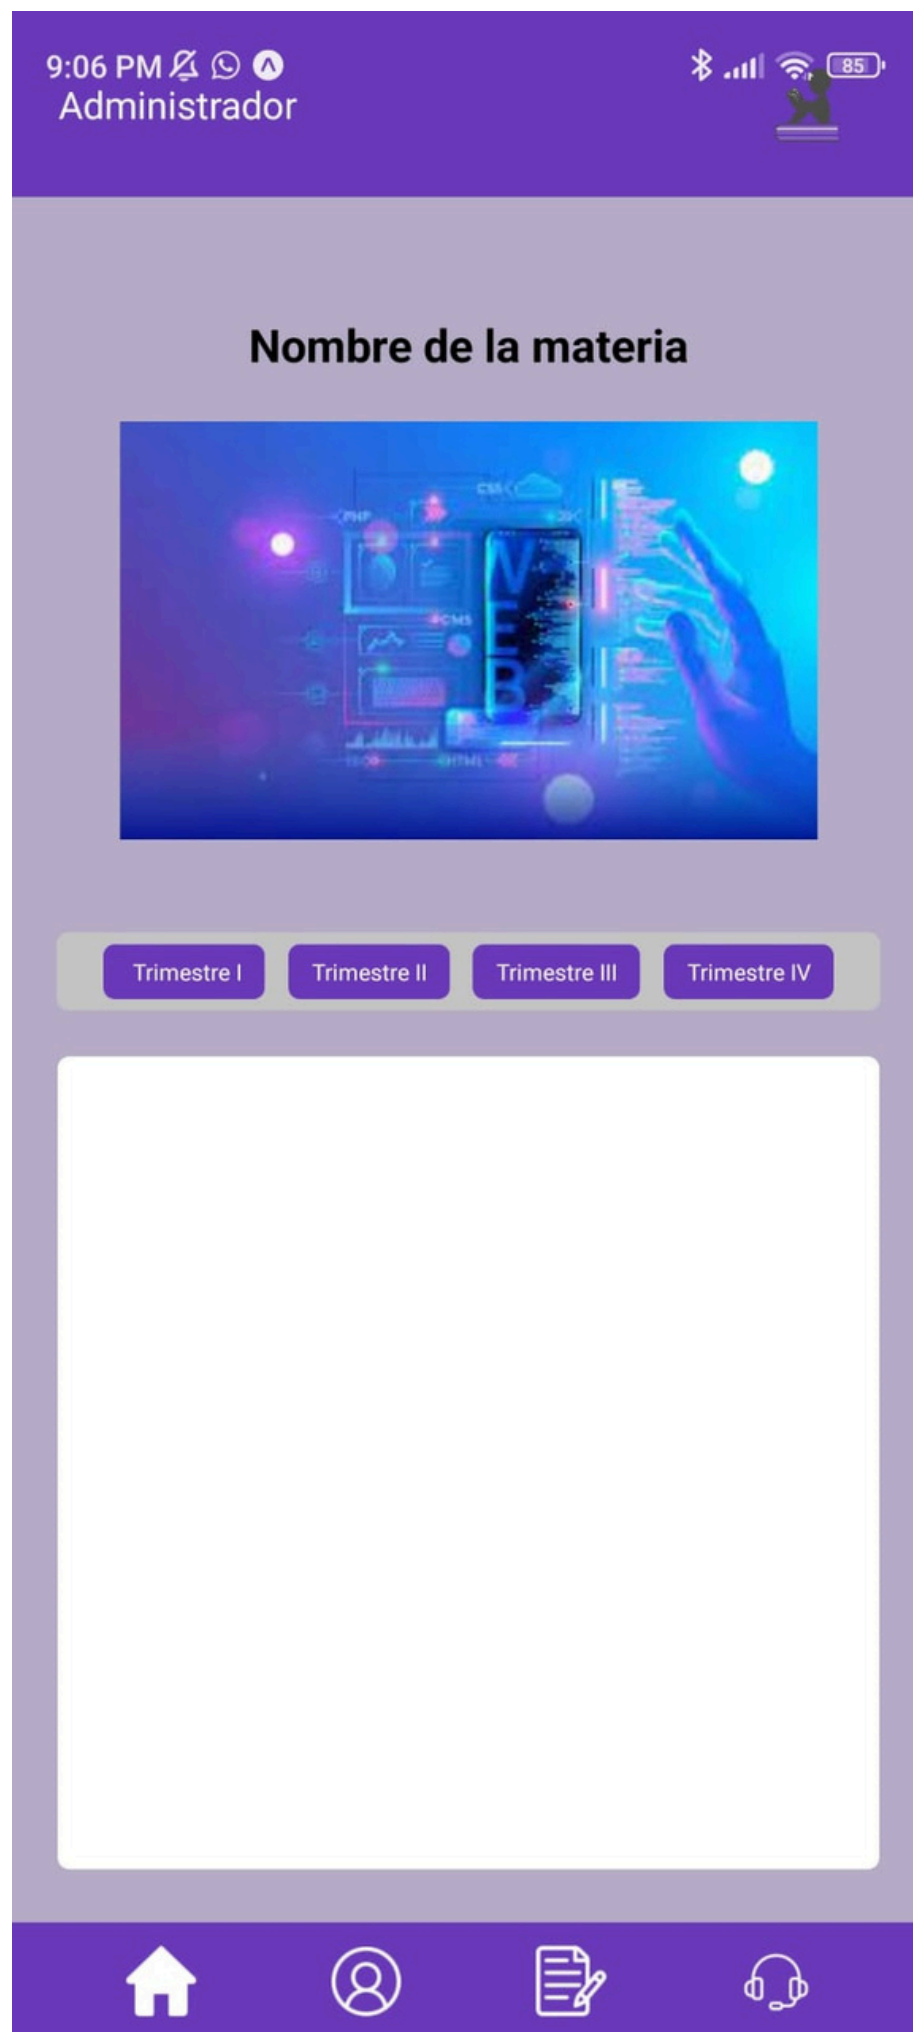 9:06 PM 85
Administrador
Nombre de la materia
CSS
PHP
CMS
WEB
HTML
Trimestre I Trimestre II Trimestre III Trimestre IV